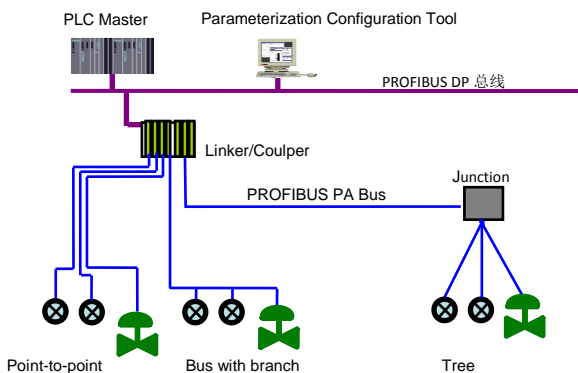 PLC Master
Parameterization Configuration Tool
PROFIBUS DP 总线
Linker/Coulper
PROFIBUS PA Bus
Junction
Point-to-point
Bus with branch
Tree